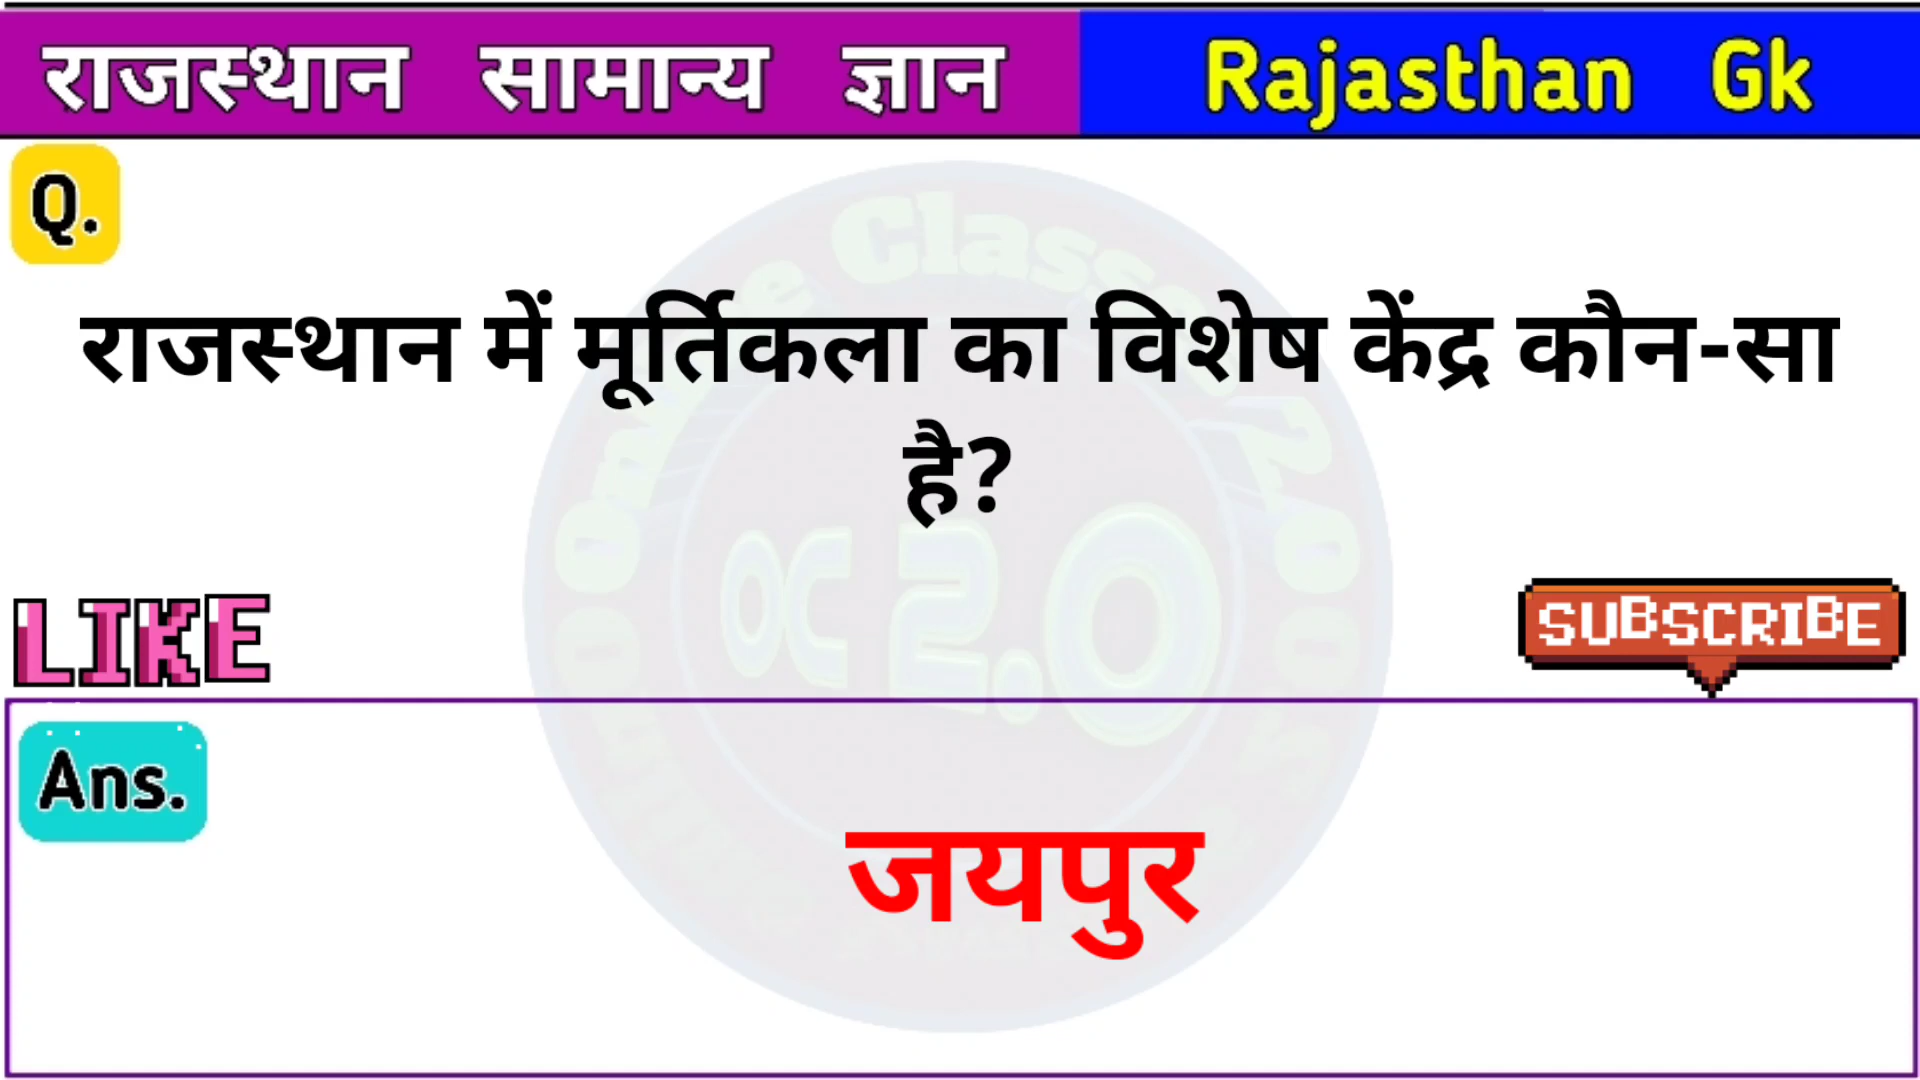 राजस्थान सामान्य ज्ञान Rajasthan Gk
Q.
राजस्थान में मूर्तिकला का विशेष केंद्र कौन-सा
है?
LIKE
SUBSCRIBE
Ans.
जयपुर